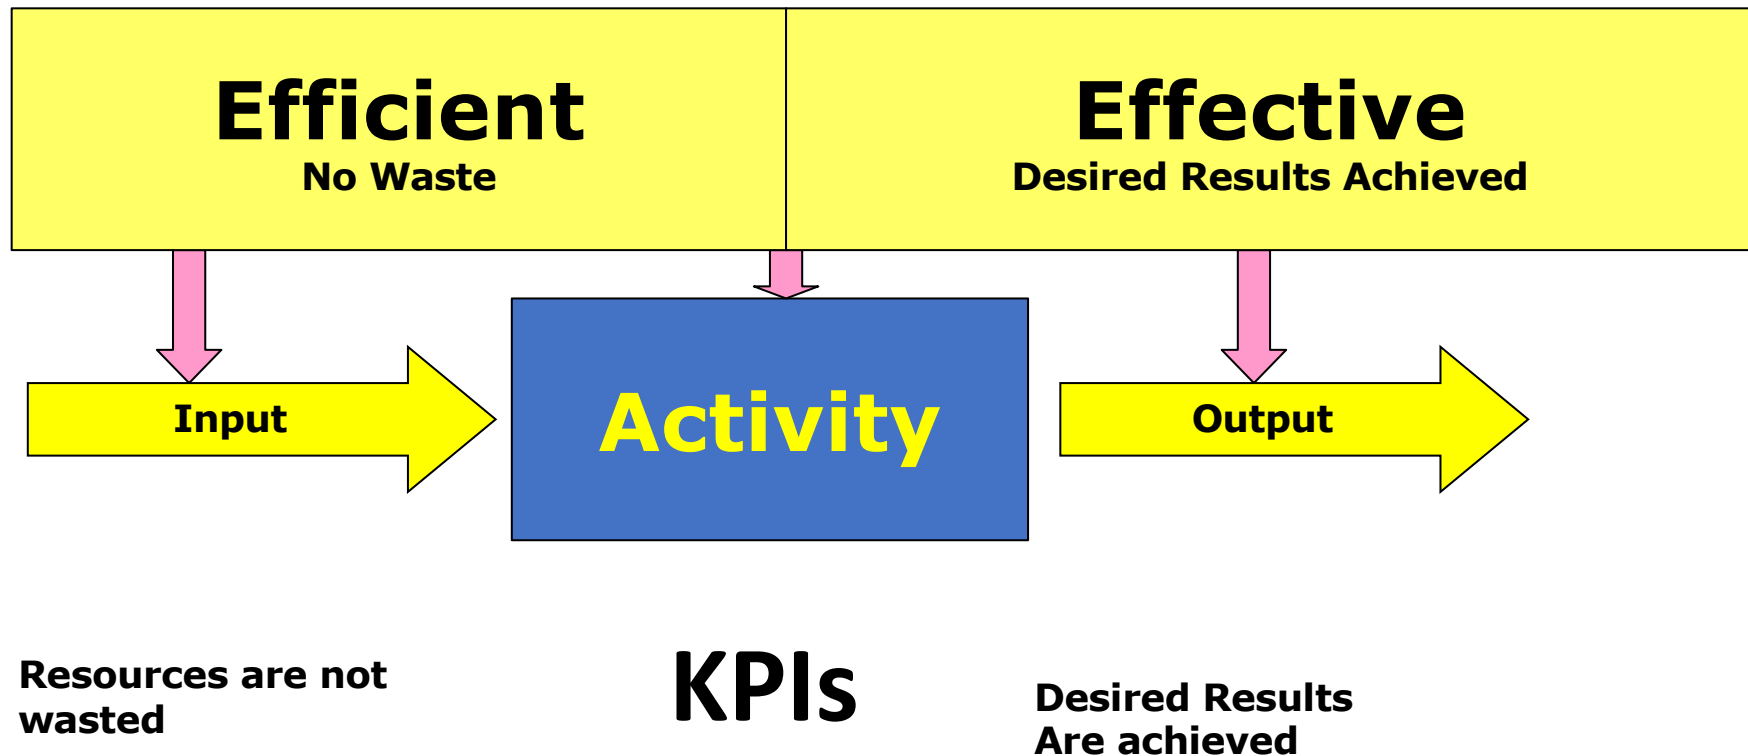 Efficient
No Waste
Effective
Desired Results Achieved
Input
Activity
Output
Resources are not
wasted
KPIs
Desired Results
Are achieved